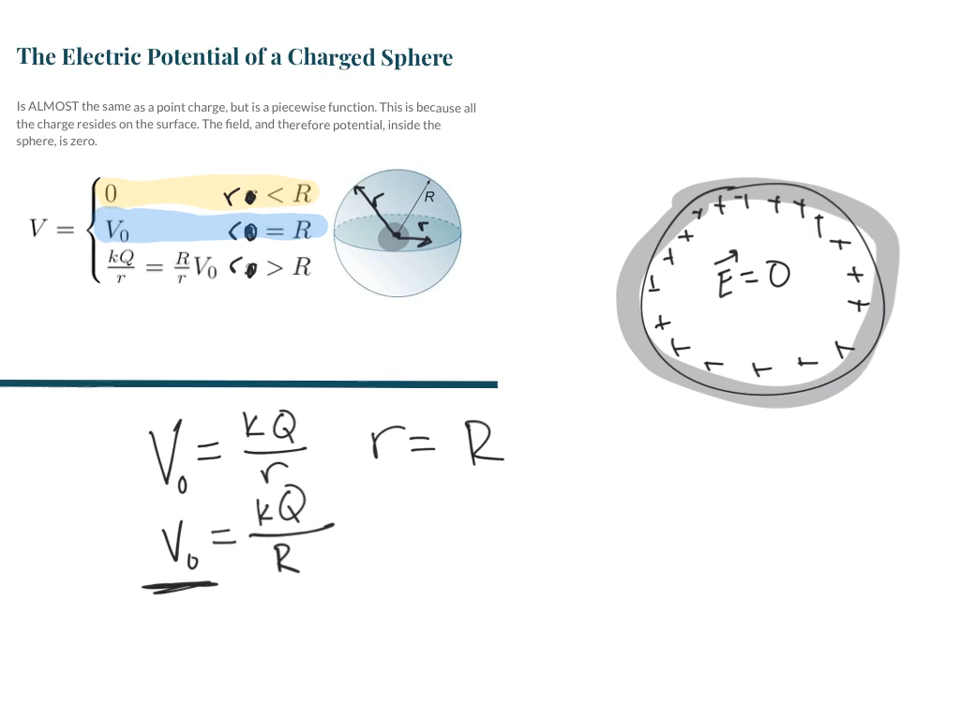 The Electric Potential of a Charged Sphere
Is ALMOST the same as a point charge, but is a piecewise function. This is because all
the charge resides on the surface. The field, and therefore potential, inside the
sphere, is zero.
V = { 0 r < R
V₀ r = R
kQ/r = R/r V₀ r > R
R
r
r
E⃗ = 0
+ + + + + + + + + + + + + + + + + + + + +
V₀ = kQ/r r = R
V₀ = kQ/R